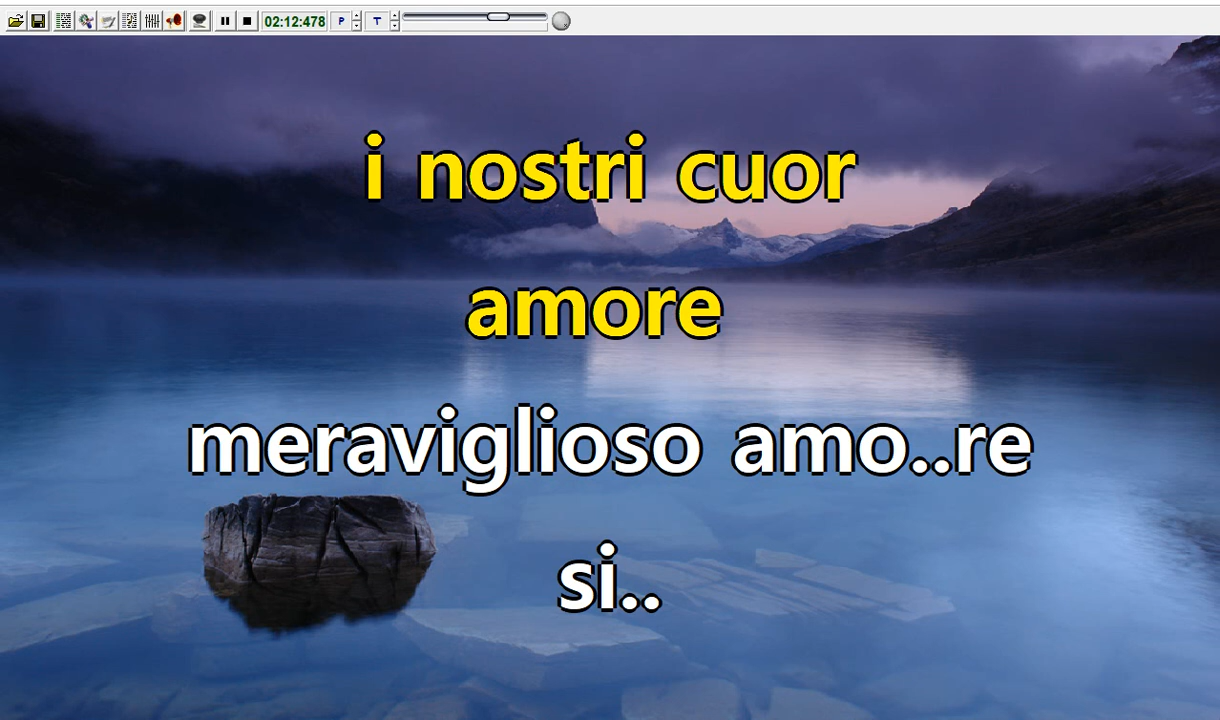 02:12:478 P T
i nostri cuor
amore
meraviglioso amo..re
si..